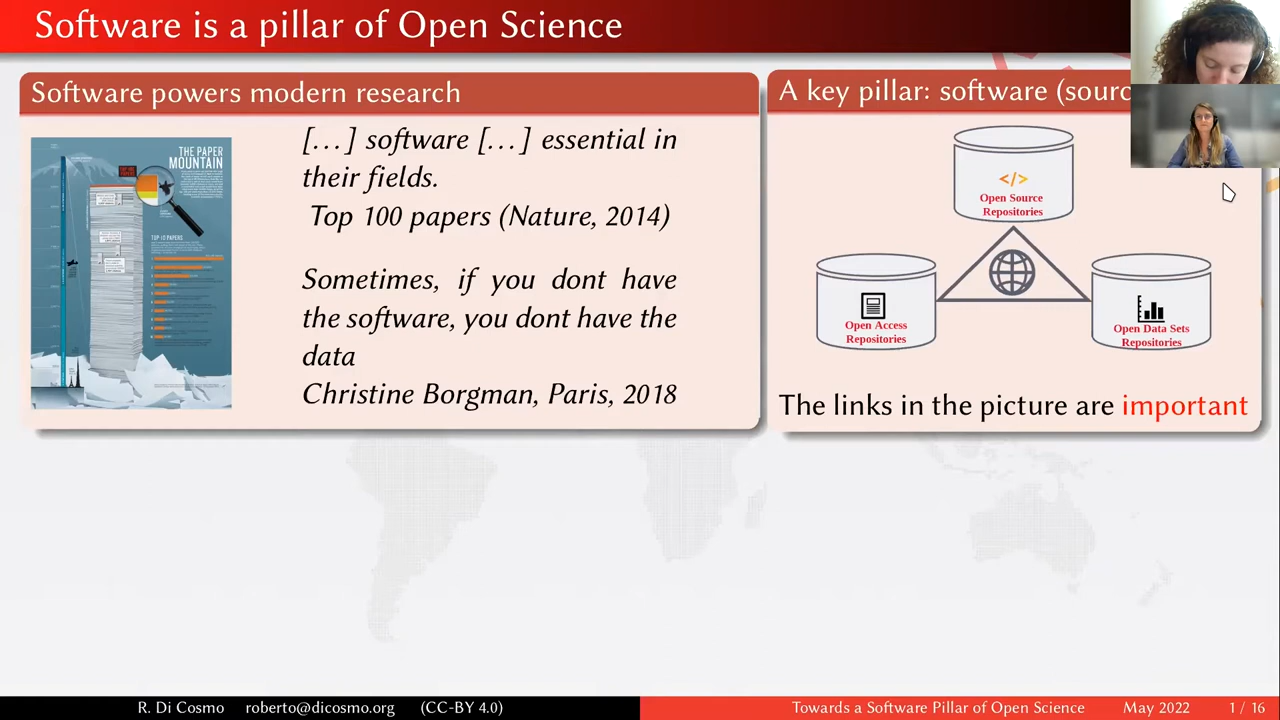 Software is a pillar of Open Science
Software powers modern research
THE PAPER
MOUNTAIN
TOP 10 PAPERS
[...] software [...] essential in
their fields.
Top 100 papers (Nature, 2014)
Sometimes, if you dont have
the software, you dont have the
data
Christine Borgman, Paris, 2018
A key pillar: software (sourc
</>
Open Source
Repositories
Open Access
Repositories
Open Data Sets
Repositories
The links in the picture are important
R. Di Cosmo roberto@dicosmo.org (CC-BY 4.0)
Towards a Software Pillar of Open Science May 2022 1 / 16